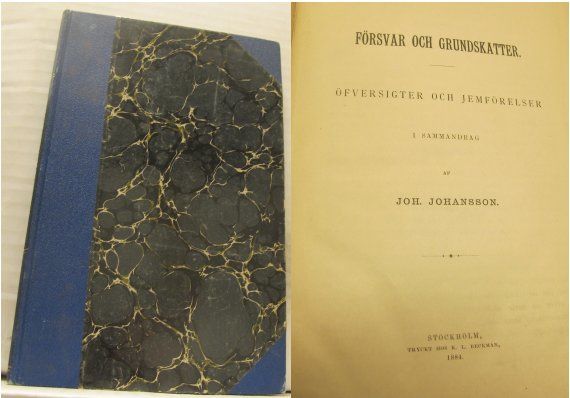 FÖRSVAR OCH GRUNDSKATTER.
ÖFVERSIGTER OCH JEMFÖRELSER
I SAMMANDRAG
AF
JOH. JOHANSSON.
STOCKHOLM,
TRYCKT HOS K. L. BECKMAN,
1884.